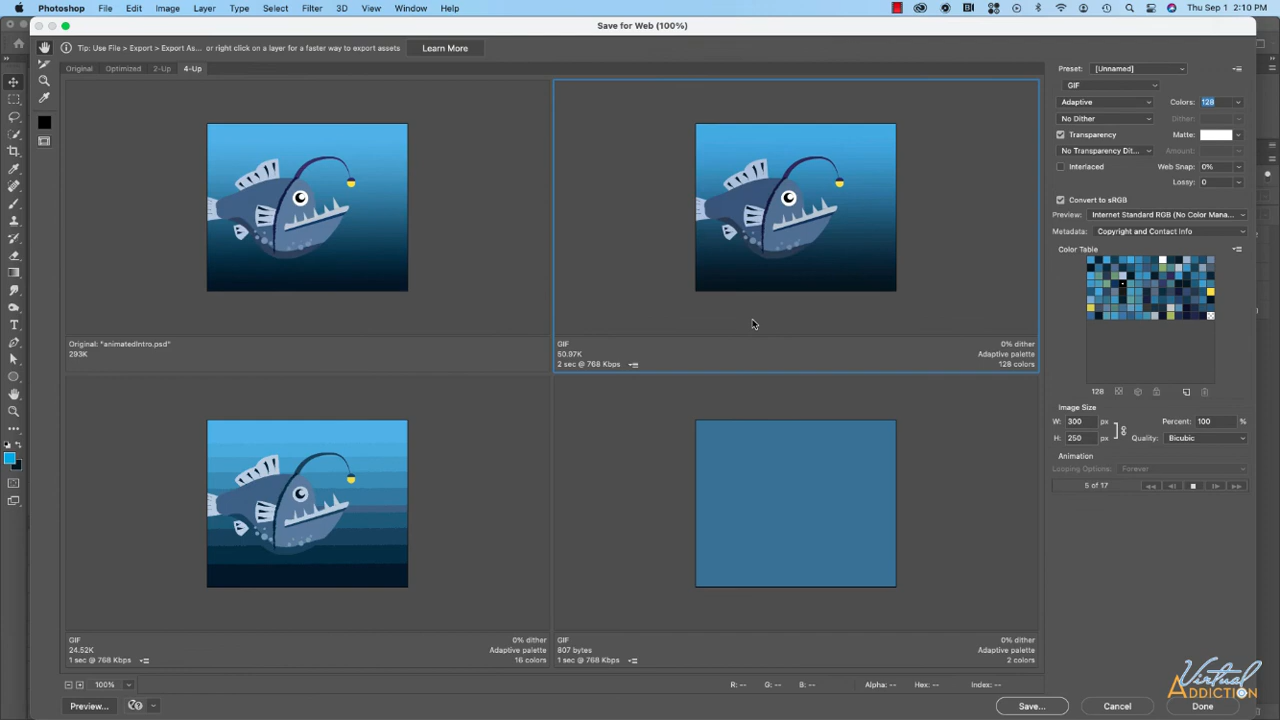 Photoshop File Edit Image Layer Type Select Filter 3D View Window Help Thu Sep 1 2:10 PM
Save for Web (100%)
Tip: Use File > Export > Export As... or right click on a layer for a faster way to export assets Learn More
Original Optimized 2-Up 4-Up
Preset: [Unnamed]
GIF
Adaptive Colors: 128
No Dither Dither:
Transparency Matte:
No Transparency Dit... Amount:
Interlaced Web Snap: 0%
Lossy: 0
Convert to sRGB
Preview: Internet Standard RGB (No Color Mana...
Metadata: Copyright and Contact Info
Color Table
128
Image Size
W: 300 px Percent: 100 %
H: 250 px Quality: Bicubic
Animation
Looping Options: Forever
5 of 17
Original: "animatedIntro.psd"
293K
GIF 0% dither
50.97K Adaptive palette
2 sec @ 768 Kbps 128 colors
GIF 0% dither
24.52K Adaptive palette
1 sec @ 768 Kbps 16 colors
GIF 0% dither
807 bytes Adaptive palette
1 sec @ 768 Kbps 2 colors
100% R: -- G: -- B: -- Alpha: -- Hex: -- Index: --
Preview... Save... Cancel Done
Virtual
ADDICTION